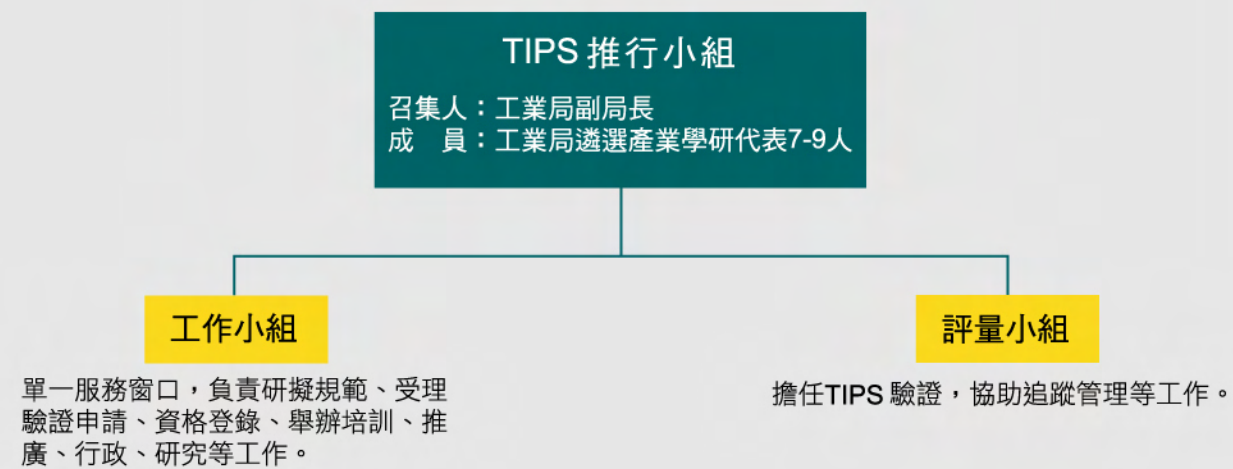 TIPS 推行小組
召集人：工業局副局長
成　員：工業局遴選產業學研代表7-9人
工作小組
單一服務窗口，負責研擬規範、受理
驗證申請、資格登錄、舉辦培訓、推
廣、行政、研究等工作。
評量小組
擔任TIPS 驗證，協助追蹤管理等工作。